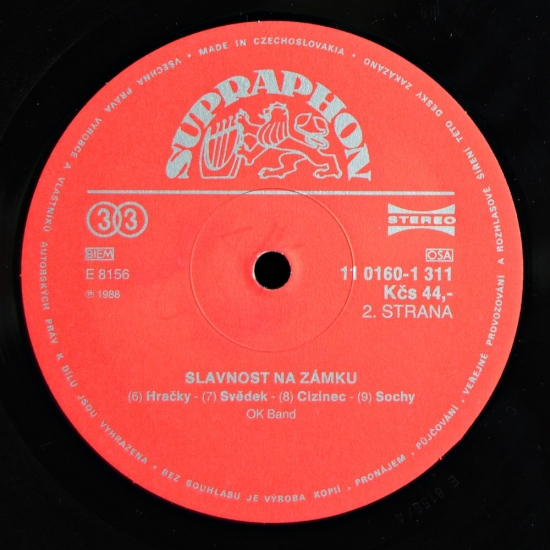 • MADE IN CZECHOSLOVAKIA • VŠECHNA PRÁVA VÝROBCE A VLASTNÍKŮ AUTORSKÝCH PRÁV K DÍLU JSOU VYHRAZENA • BEZ SOUHLASU JE VÝROBA KOPIÍ, PRONÁJEM, PŮJČOVÁNÍ, VEŘEJNÉ PROVOZOVÁNÍ A ROZHLASOVÉ ŠÍŘENÍ TÉTO DESKY ZAKÁZÁNO
SUPRAPHON
33
STEREO
BIEM
OSA
E 8156
11 0160-1 311
℗ 1988
Kčs 44,-
2. STRANA
SLAVNOST NA ZÁMKU
(6) Hračky - (7) Svědek - (8) Cizinec - (9) Sochy
OK Band